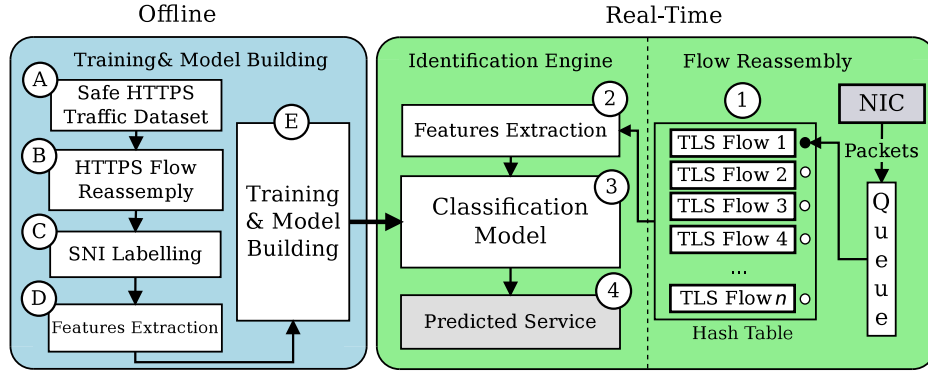 Offline
Real-Time
Training& Model Building
A
Safe HTTPS
Traffic Dataset
B
HTTPS Flow
Reassemply
C
SNI Labelling
D
Features Extraction
E
Training
& Model
Building
Identification Engine
2
Features Extraction
3
Classification
Model
4
Predicted Service
Flow Reassembly
1
TLS Flow 1
TLS Flow 2
TLS Flow 3
TLS Flow 4
...
TLS Flow n
Hash Table
NIC
Packets
Queue